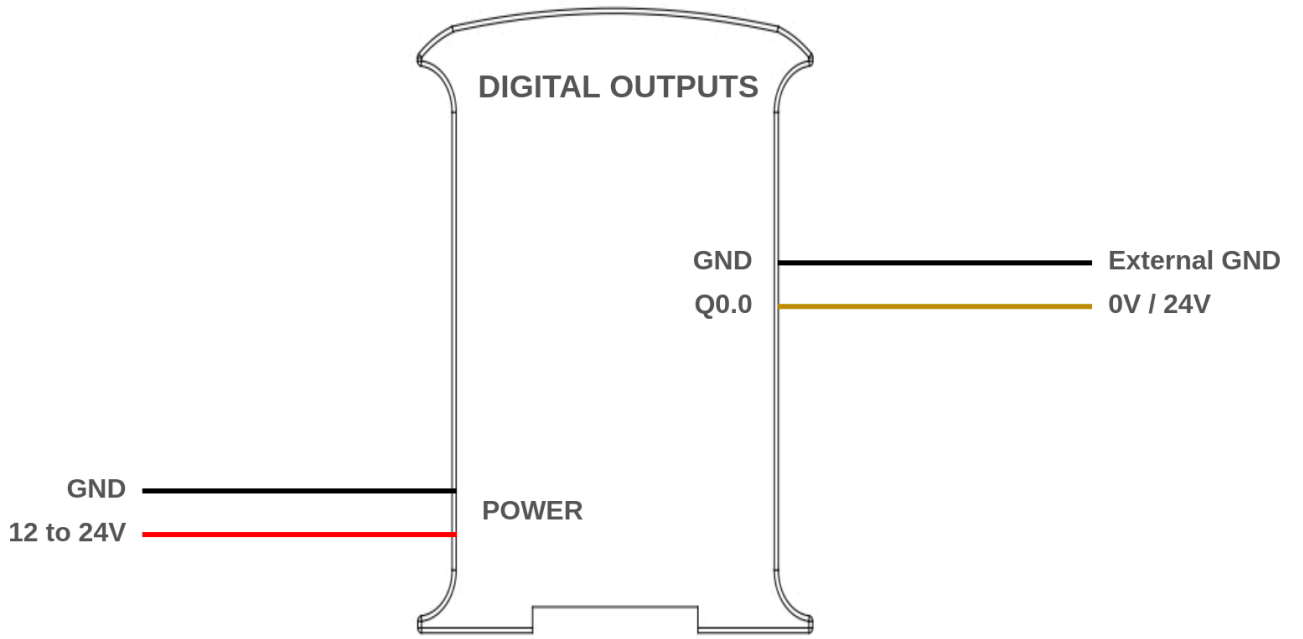 DIGITAL OUTPUTS
GND External GND
Q0.0 0V / 24V
GND
POWER
12 to 24V